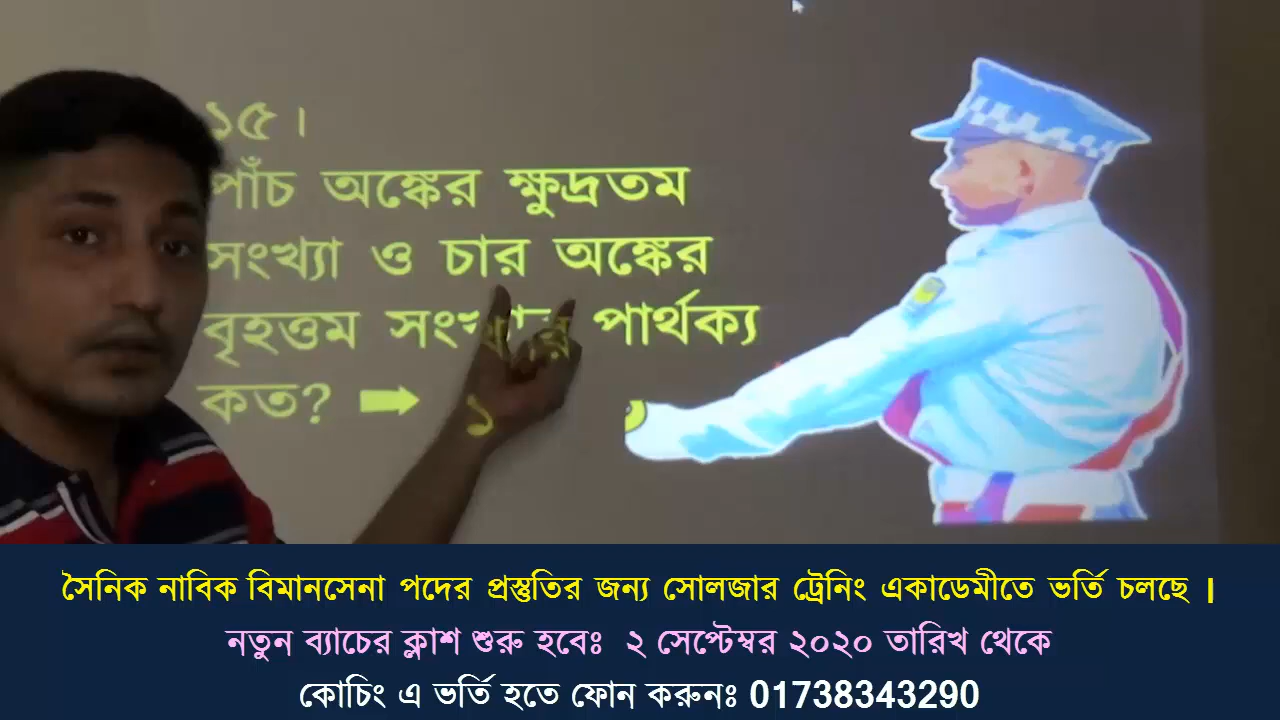 ১৫।
পাঁচ অঙ্কের ক্ষুদ্রতম
সংখ্যা ও চার অঙ্কের
বৃহত্তম সংখ্যার পার্থক্য
কত? ➡ ১
সৈনিক নাবিক বিমানসেনা পদের প্রস্তুতির জন্য সোলজার ট্রেনিং একাডেমীতে ভর্তি চলছে ।
নতুন ব্যাচের ক্লাশ শুরু হবেঃ ২ সেপ্টেম্বর ২০২০ তারিখ থেকে
কোচিং এ ভর্তি হতে ফোন করুনঃ 01738343290